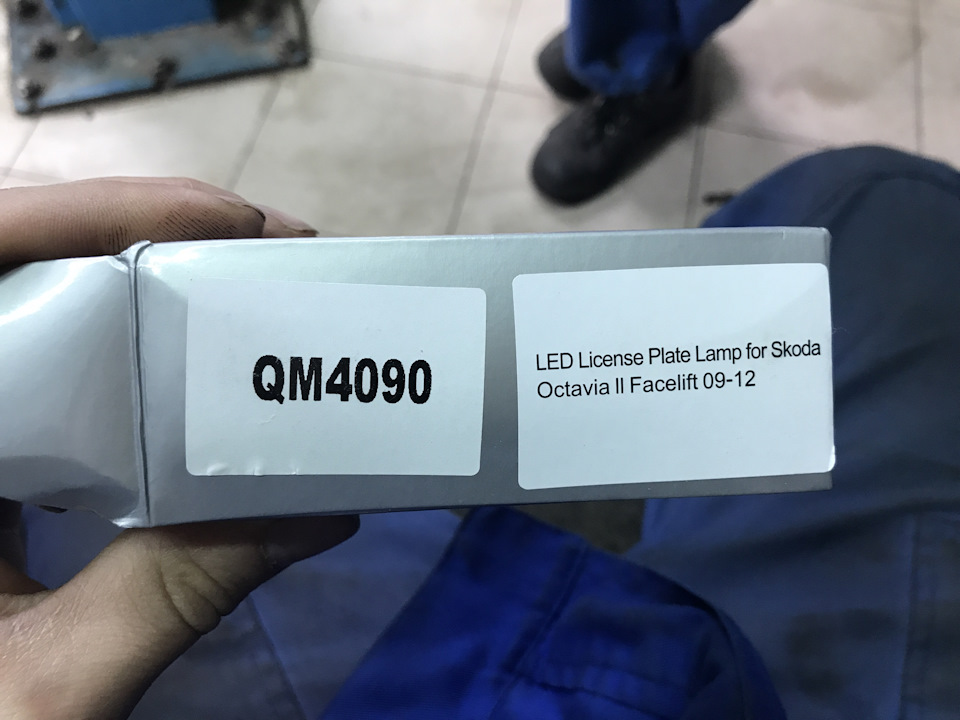 QM4090
LED License Plate Lamp for Skoda
Octavia II Facelift 09-12